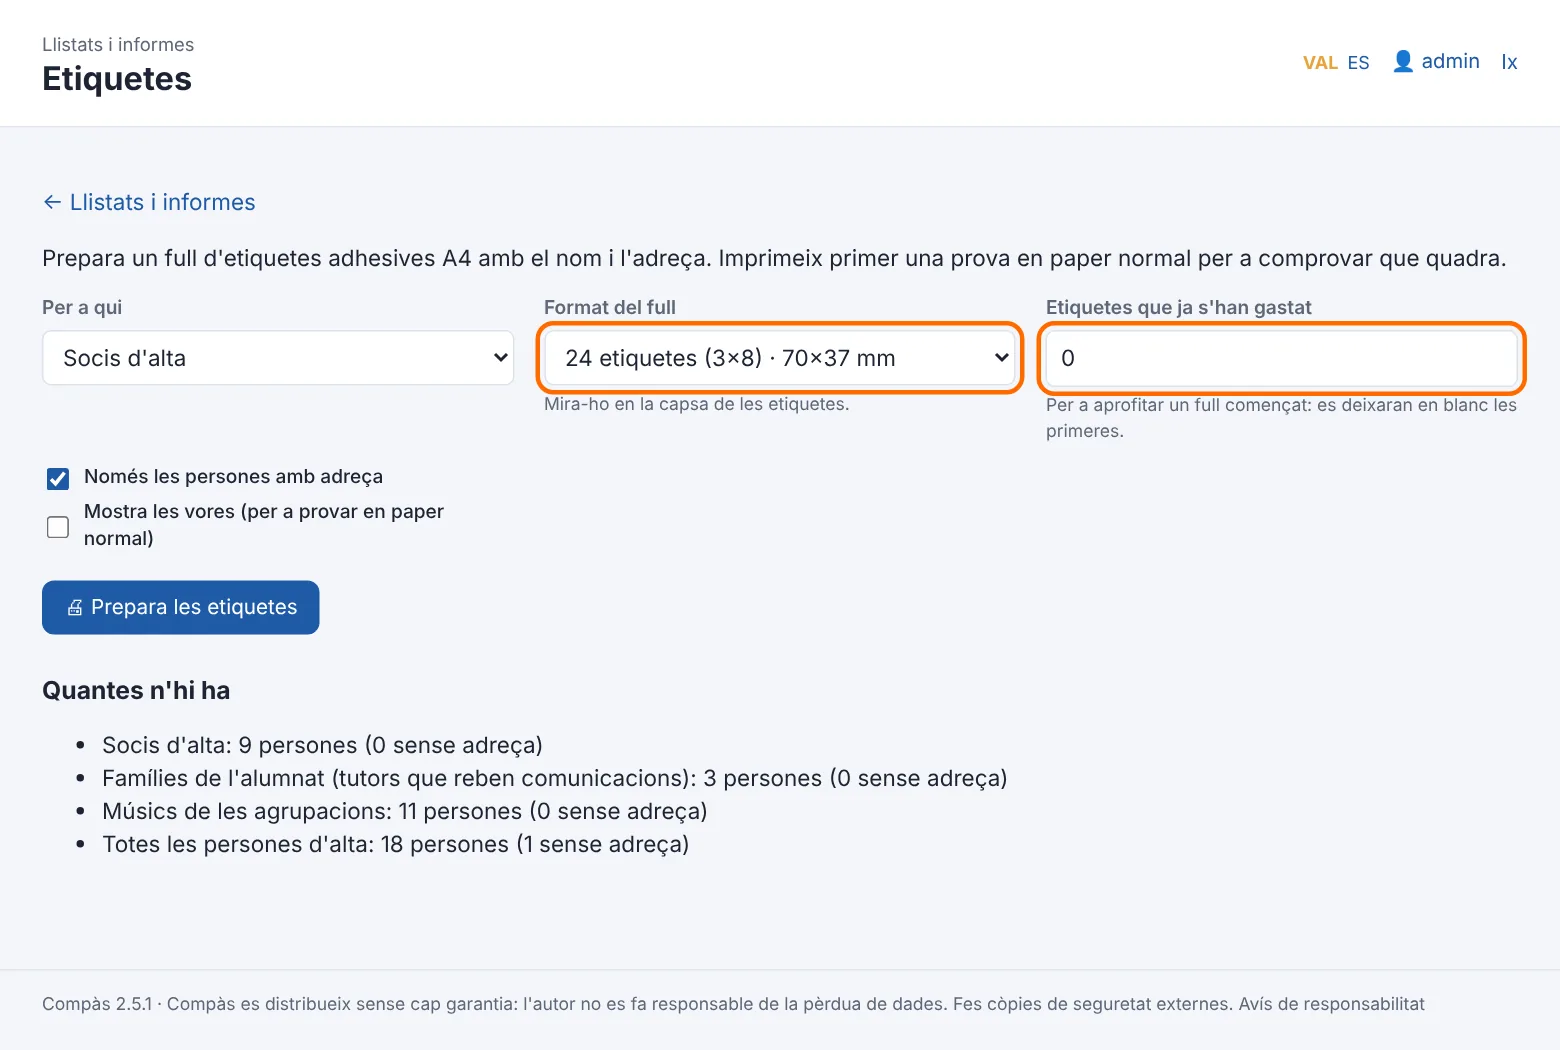 Llistats i informes
Etiquetes
VAL ES 👤 admin Ix
← Llistats i informes
Prepara un full d'etiquetes adhesives A4 amb el nom i l'adreça. Imprimeix primer una prova en paper normal per a comprovar que quadra.
Per a qui
Socis d'alta
Format del full
24 etiquetes (3×8) · 70×37 mm
Mira-ho en la capsa de les etiquetes.
Etiquetes que ja s'han gastat
0
Per a aprofitar un full començat: es deixaran en blanc les
primeres.
Només les persones amb adreça
Mostra les vores (per a provar en paper
normal)
🖨 Prepara les etiquetes
Quantes n'hi ha
• Socis d'alta: 9 persones (0 sense adreça)
• Famílies de l'alumnat (tutors que reben comunicacions): 3 persones (0 sense adreça)
• Músics de les agrupacions: 11 persones (0 sense adreça)
• Totes les persones d'alta: 18 persones (1 sense adreça)
Compàs 2.5.1 · Compàs es distribueix sense cap garantia: l'autor no es fa responsable de la pèrdua de dades. Fes còpies de seguretat externes. Avís de responsabilitat